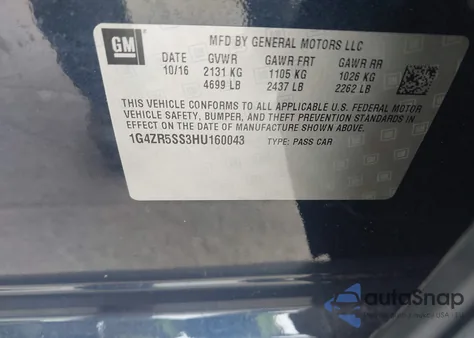 GM
MFD BY GENERAL MOTORS LLC
DATE GVWR GAWR FRT GAWR RR
10/16 2131 KG 1105 KG 1026 KG
4699 LB 2437 LB 2262 LB
THIS VEHICLE CONFORMS TO ALL APPLICABLE U.S. FEDERAL MOTOR
VEHICLE SAFETY, BUMPER, AND THEFT PREVENTION STANDARDS IN
EFFECT ON THE DATE OF MANUFACTURE SHOWN ABOVE.
1G4ZR5SS3HU160043 TYPE: PASS CAR
autoSnap